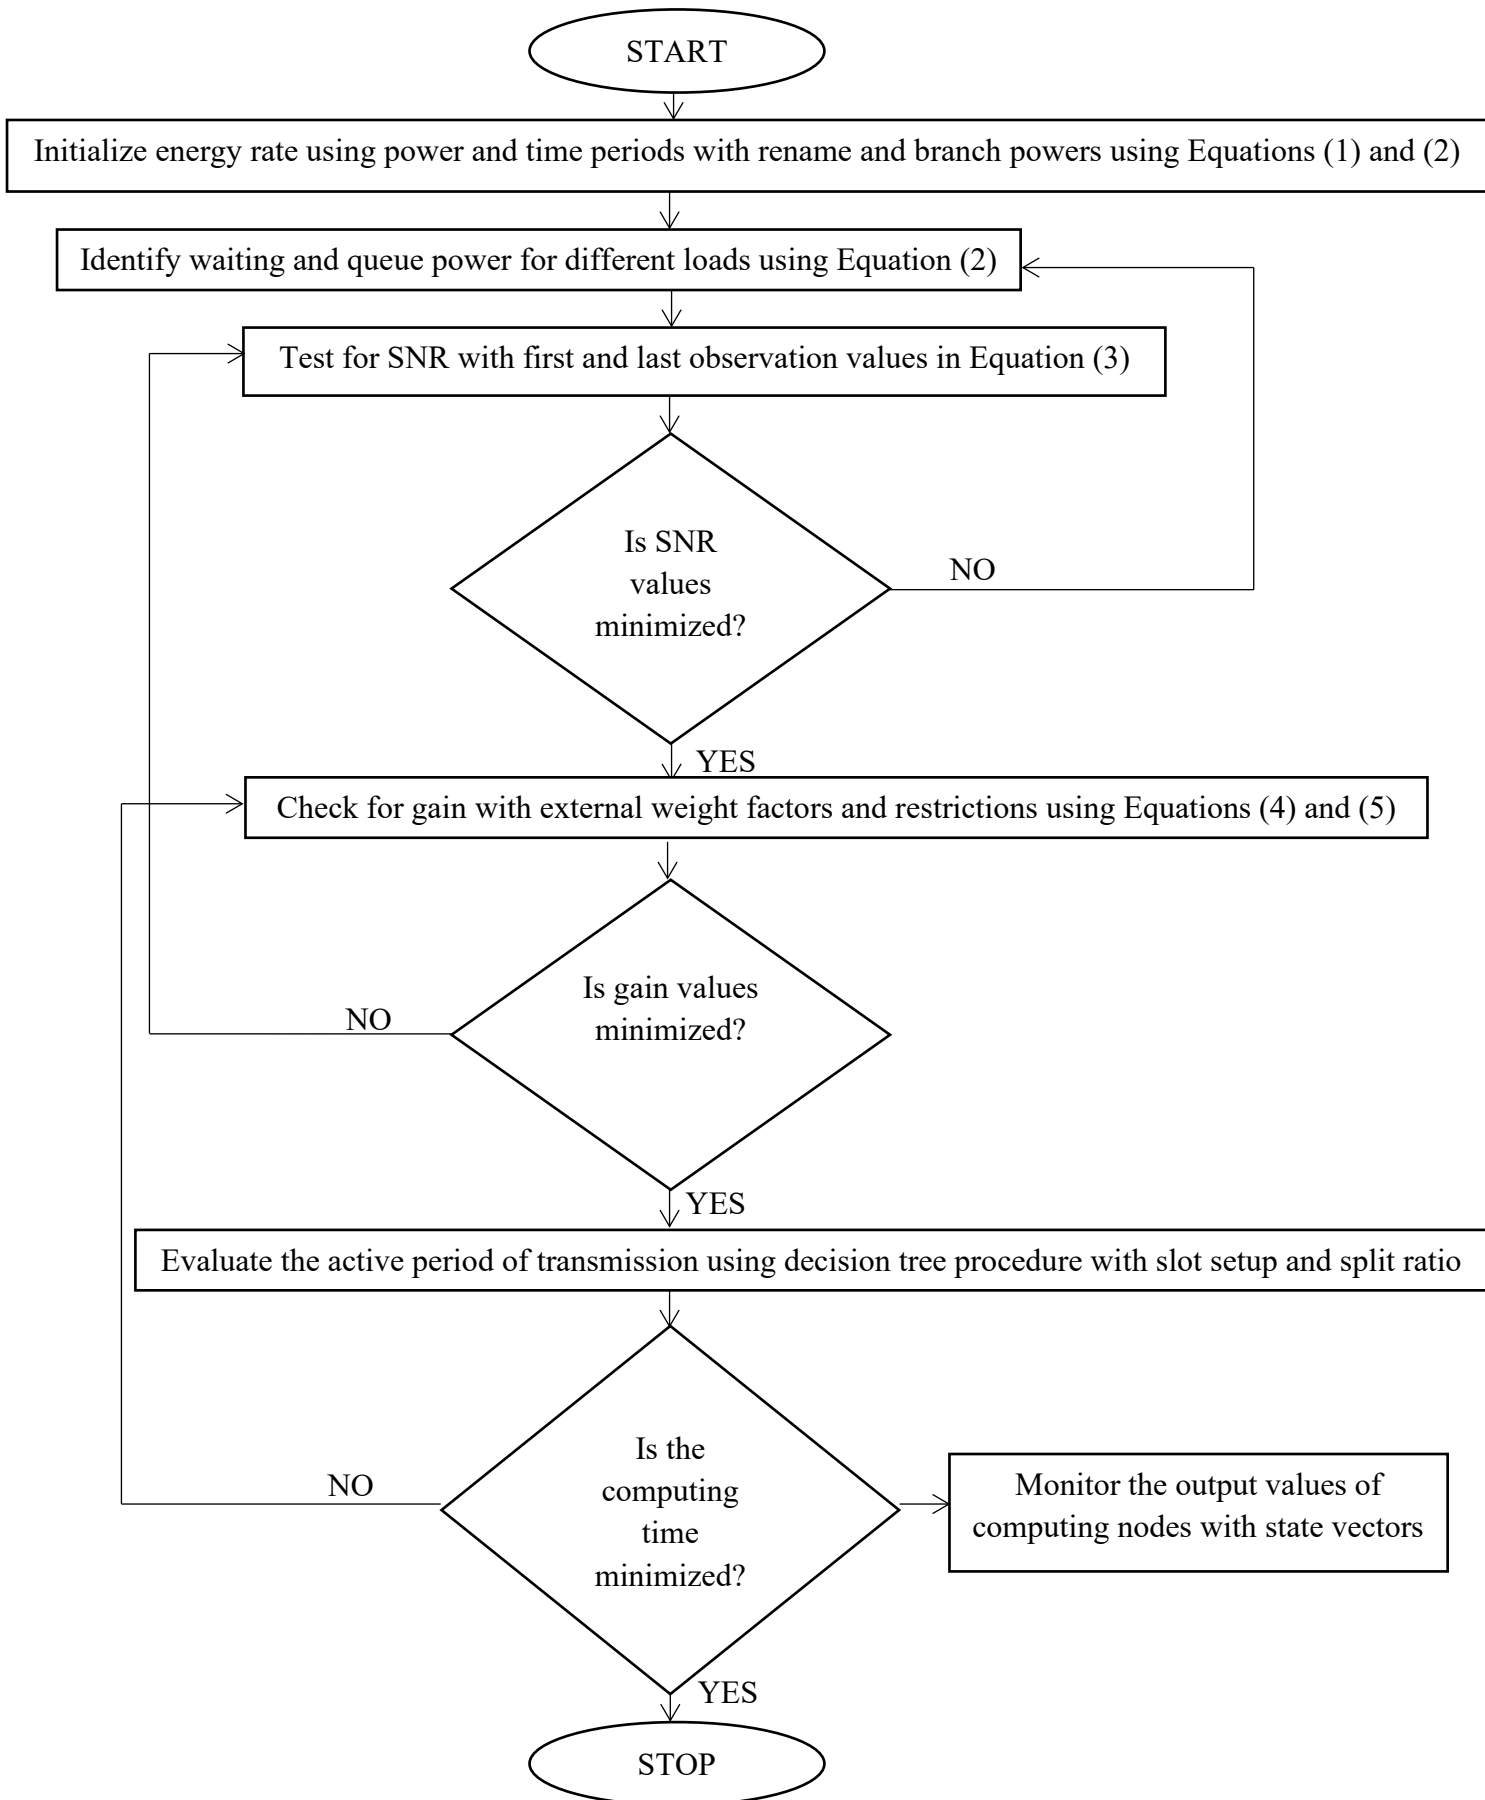 START
Initialize energy rate using power and time periods with rename and branch powers using Equations (1) and (2)
Identify waiting and queue power for different loads using Equation (2)
Test for SNR with first and last observation values in Equation (3)
Is SNR
values
minimized?
NO
YES
Check for gain with external weight factors and restrictions using Equations (4) and (5)
Is gain values
minimized?
NO
YES
Evaluate the active period of transmission using decision tree procedure with slot setup and split ratio
Is the
computing
time
minimized?
NO
Monitor the output values of
computing nodes with state vectors
YES
STOP